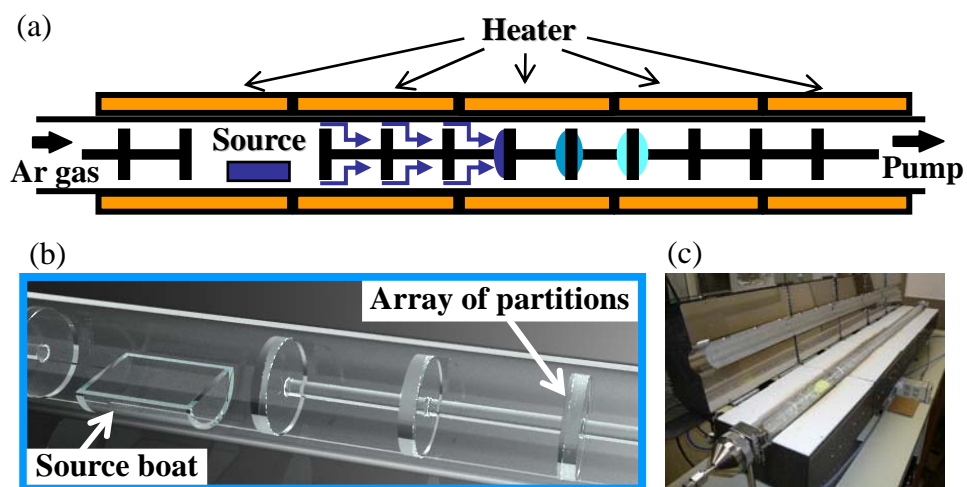 (a)
Heater
Source
Ar gas
Pump
(b)
Array of partitions
Source boat
(c)